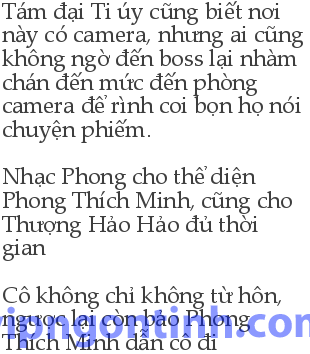 Tám đại Ti úy cũng biết nơi
này có camera, nhưng ai cũng
không ngờ đến boss lại nhàm
chán đến mức đến phòng
camera để rình coi bọn họ nói
chuyện phiếm.
Nhạc Phong cho thể diện
Phong Thích Minh, cũng cho
Thượng Hảo Hảo đủ thời
gian
Cô không chỉ không từ hôn,
ngược lại còn bảo Phong
Thích Minh dẫn cô đi